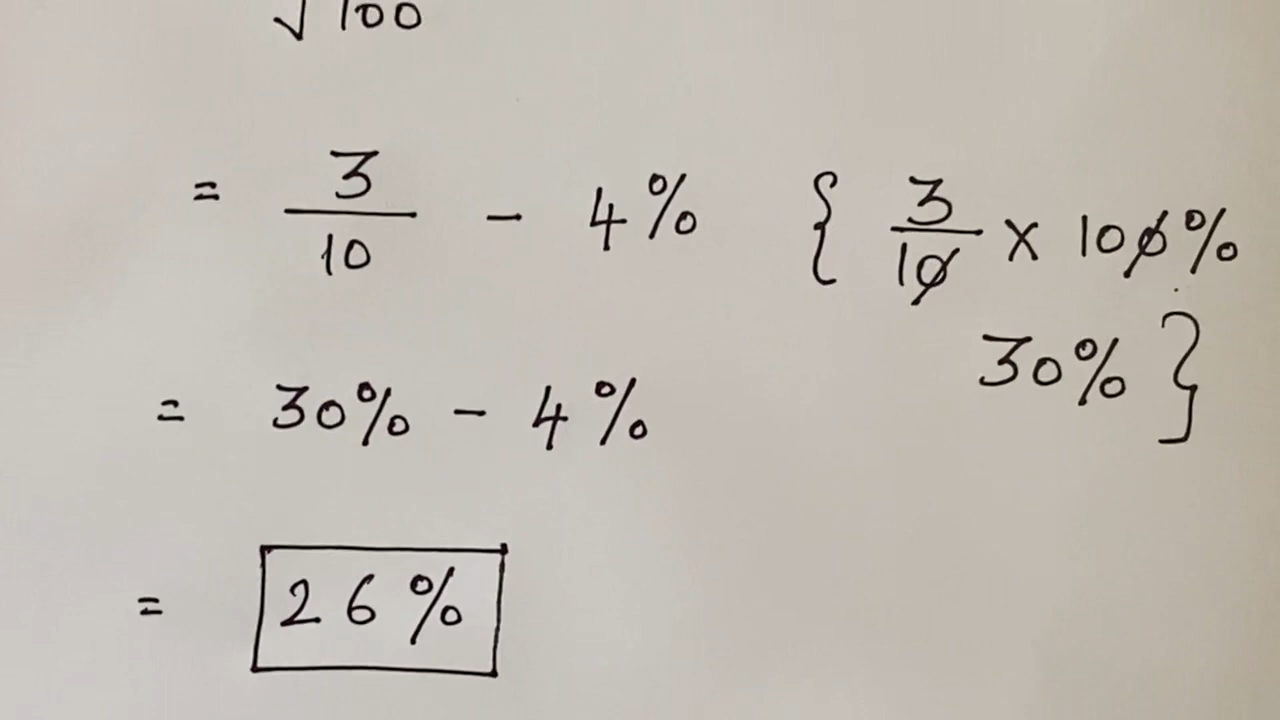 √100
= 3/10 - 4% { 3/10 × 100%
30% }
= 30% - 4%
= 26%